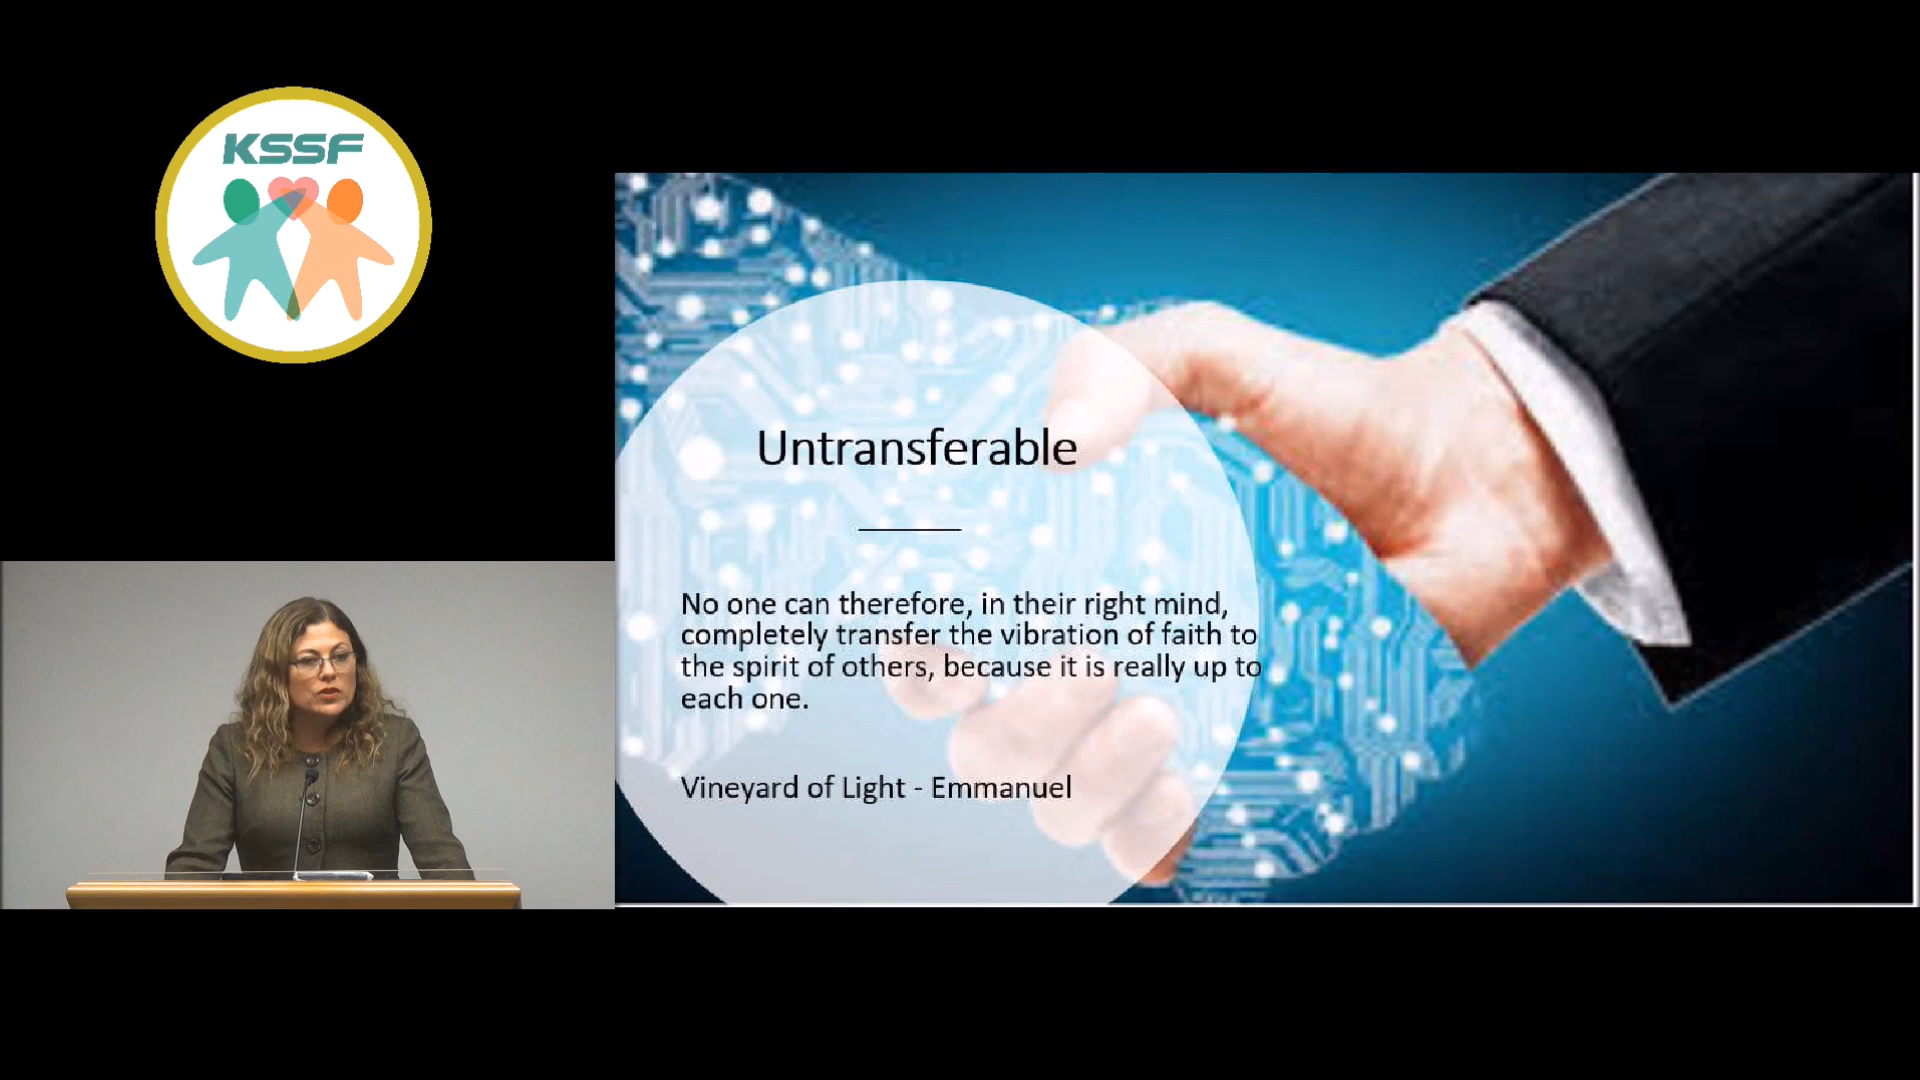 KSSF
Untransferable
No one can therefore, in their right mind,
completely transfer the vibration of faith to
the spirit of others, because it is really up to
each one.
Vineyard of Light - Emmanuel